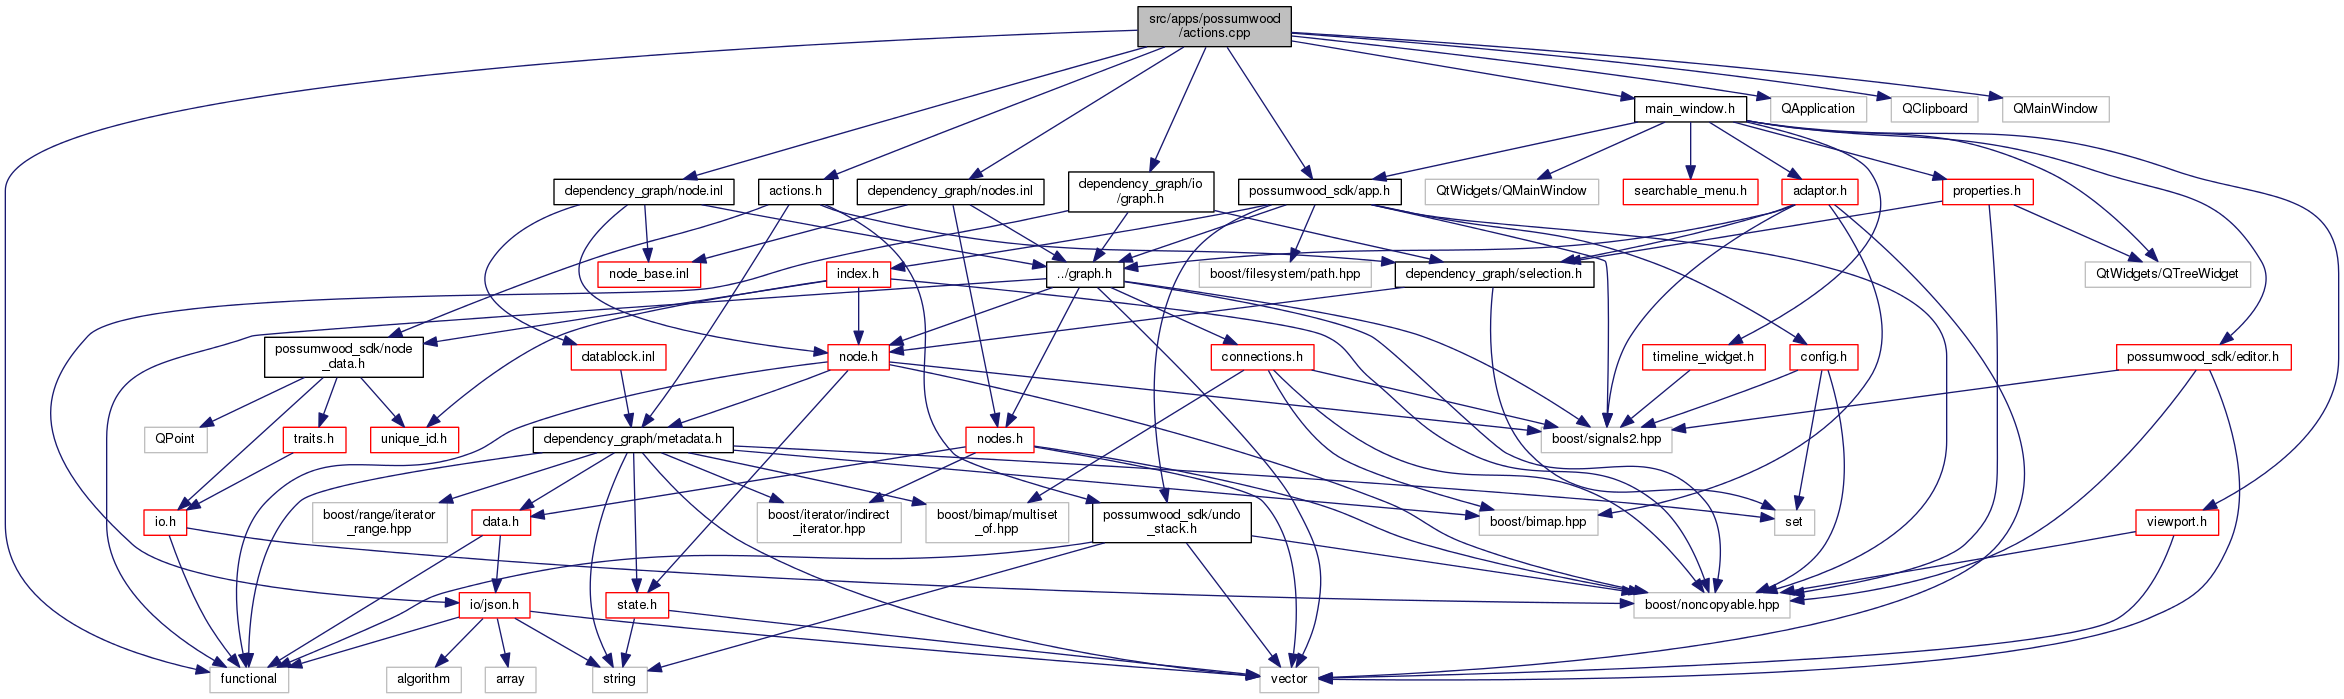 src/apps/possumwood
/actions.cpp
main_window.h
QApplication
QClipboard
QMainWindow
dependency_graph/node.inl
actions.h
dependency_graph/nodes.inl
dependency_graph/io
/graph.h
possumwood_sdk/app.h
QtWidgets/QMainWindow
searchable_menu.h
adaptor.h
properties.h
node_base.inl
index.h
../graph.h
boost/filesystem/path.hpp
dependency_graph/selection.h
QtWidgets/QTreeWidget
possumwood_sdk/node
_data.h
datablock.inl
node.h
connections.h
timeline_widget.h
config.h
possumwood_sdk/editor.h
QPoint
traits.h
unique_id.h
dependency_graph/metadata.h
nodes.h
boost/signals2.hpp
io.h
boost/range/iterator
_range.hpp
data.h
boost/iterator/indirect
_iterator.hpp
boost/bimap/multiset
_of.hpp
possumwood_sdk/undo
_stack.h
boost/bimap.hpp
set
viewport.h
io/json.h
state.h
boost/noncopyable.hpp
functional
algorithm
array
string
vector